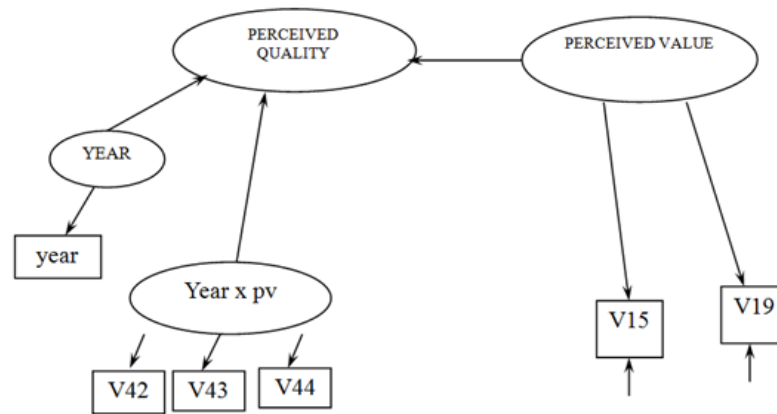 PERCEIVED
QUALITY
PERCEIVED VALUE
YEAR
year
Year x pv
V15
V19
V42
V43
V44